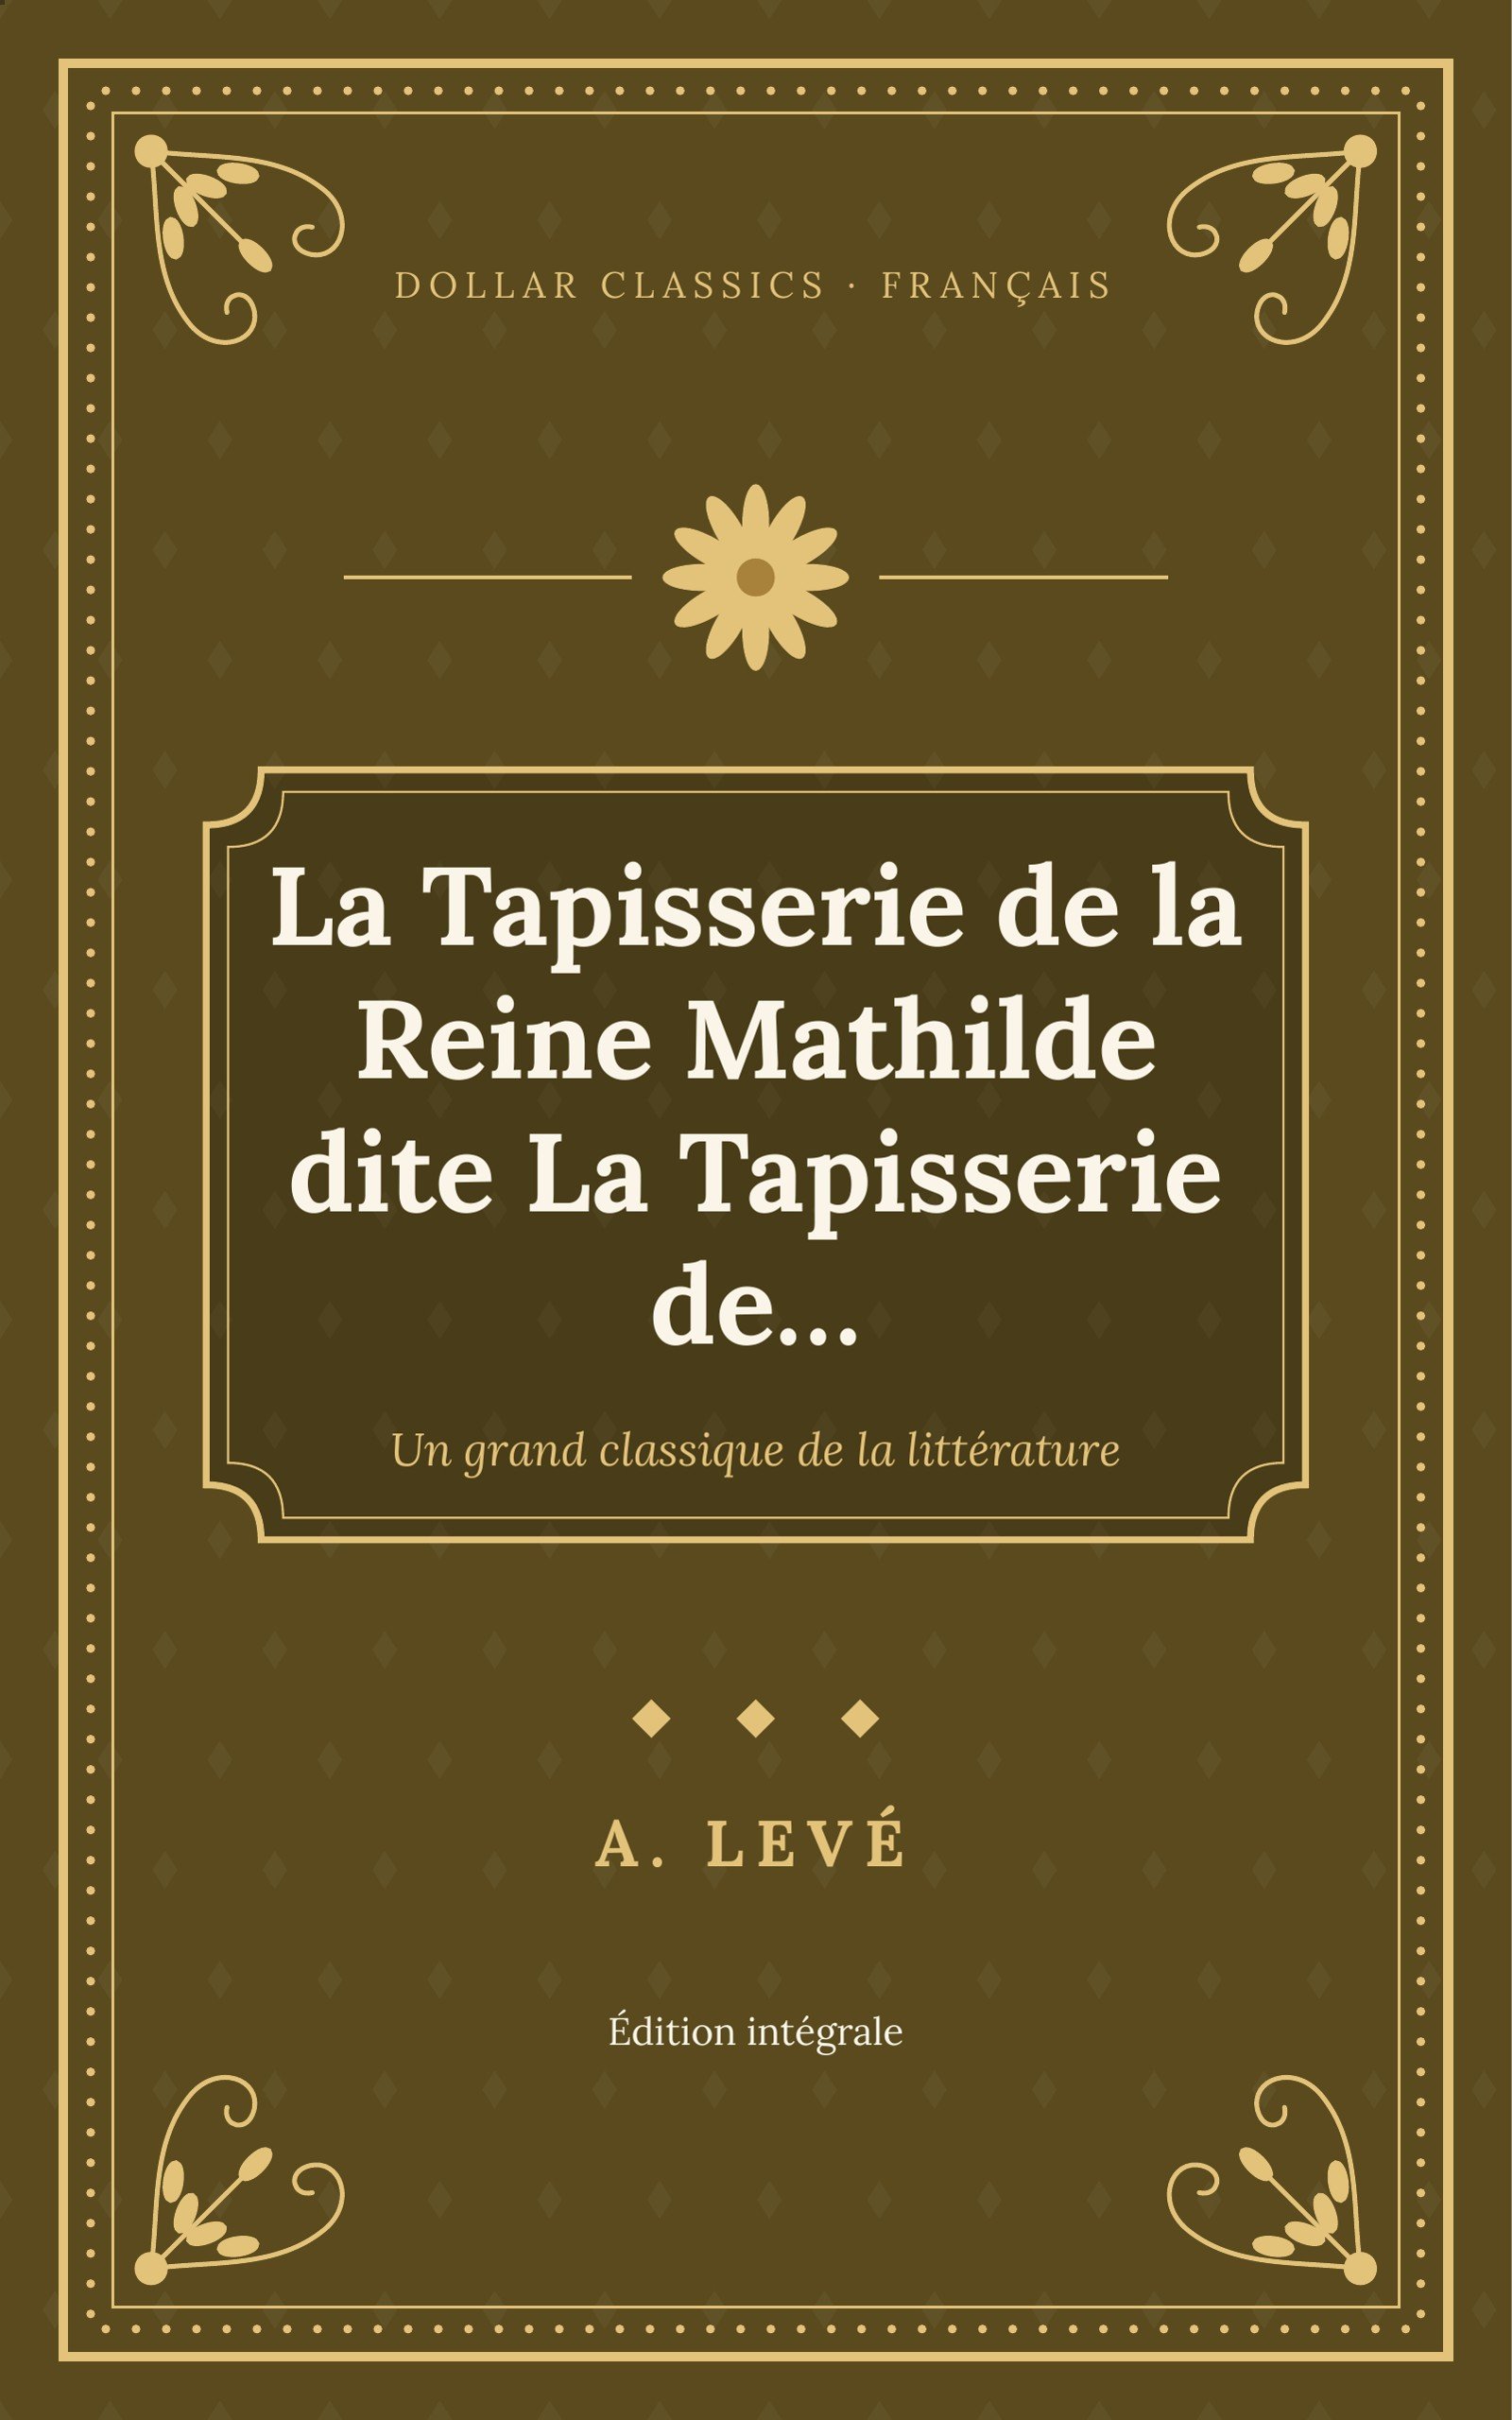 DOLLAR CLASSICS · FRANÇAIS
La Tapisserie de la
Reine Mathilde
dite La Tapisserie
de…
Un grand classique de la littérature
A. LEVÉ
Édition intégrale